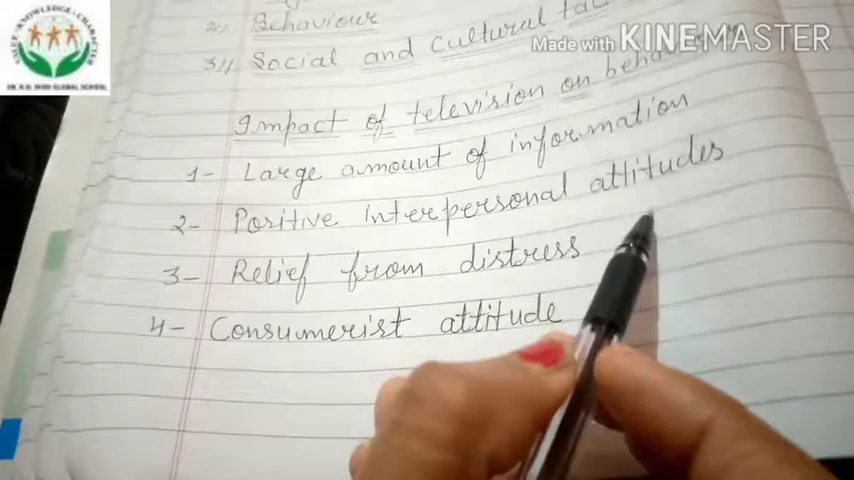 2.) Behaviour
3.) Social and cultural
Made with KINEMASTER
Impact of television on
1- Large amount of information
2- Positive interpersonal attitudes
3- Relief from distress
4- Consumerist attitude